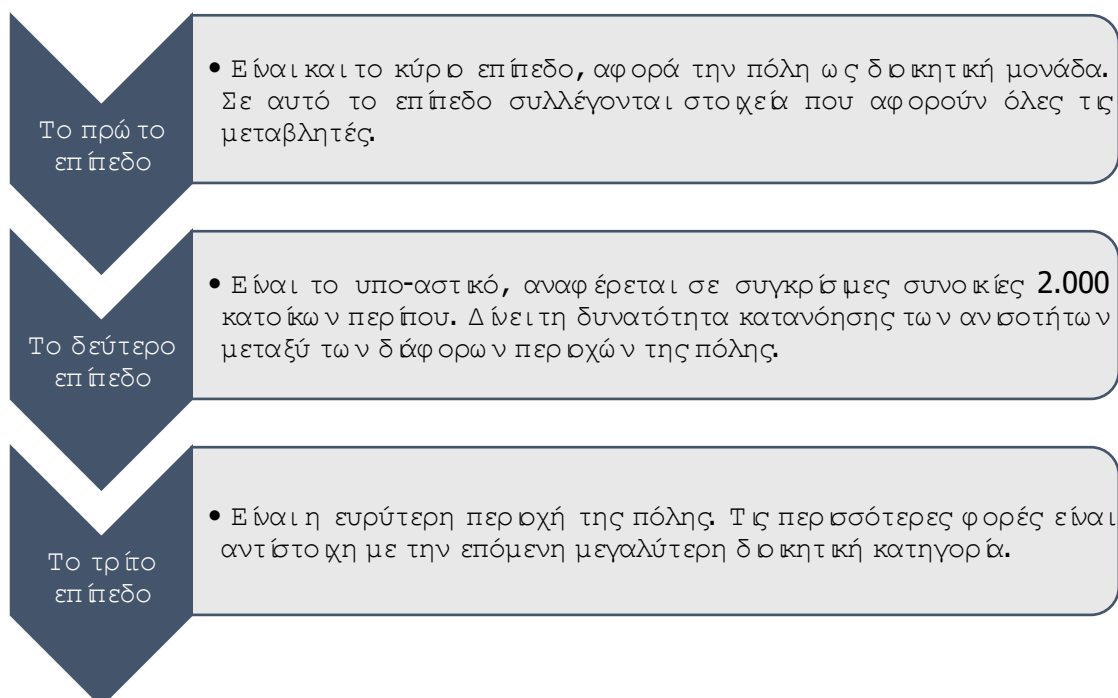 Το πρώτο
επίπεδο
• Είναι και το κύριο επίπεδο, αφορά την πόλη ως διοικητική μονάδα.
Σε αυτό το επίπεδο συλλέγονται στοιχεία που αφορούν όλες τις
μεταβλητές.
Το δεύτερο
επίπεδο
• Είναι το υπο-αστικό, αναφέρεται σε συγκρίσιμες συνοικίες 2.000
κατοίκων περίπου. Δίνει τη δυνατότητα κατανόησης των ανισοτήτων
μεταξύ των διάφορων περιοχών της πόλης.
Το τρίτο
επίπεδο
• Είναι η ευρύτερη περιοχή της πόλης. Τις περισσότερες φορές είναι
αντίστοιχη με την επόμενη μεγαλύτερη διοικητική κατηγορία.